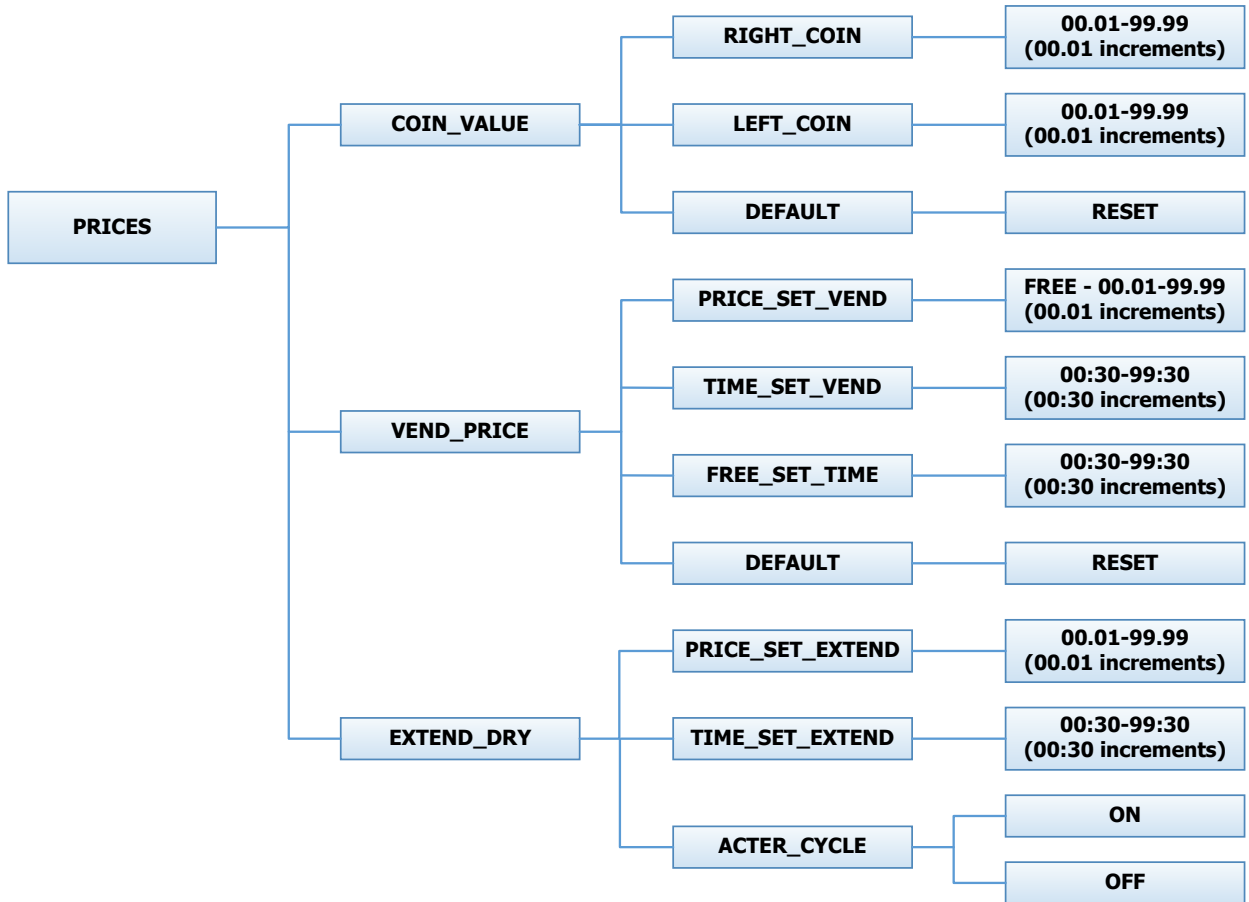 RIGHT_COIN
00.01-99.99
(00.01 increments)
COIN_VALUE
LEFT_COIN
00.01-99.99
(00.01 increments)
PRICES
DEFAULT
RESET
PRICE_SET_VEND
FREE - 00.01-99.99
(00.01 increments)
TIME_SET_VEND
00:30-99:30
(00:30 increments)
VEND_PRICE
FREE_SET_TIME
00:30-99:30
(00:30 increments)
DEFAULT
RESET
PRICE_SET_EXTEND
00.01-99.99
(00.01 increments)
EXTEND_DRY
TIME_SET_EXTEND
00:30-99:30
(00:30 increments)
ACTER_CYCLE
ON
OFF